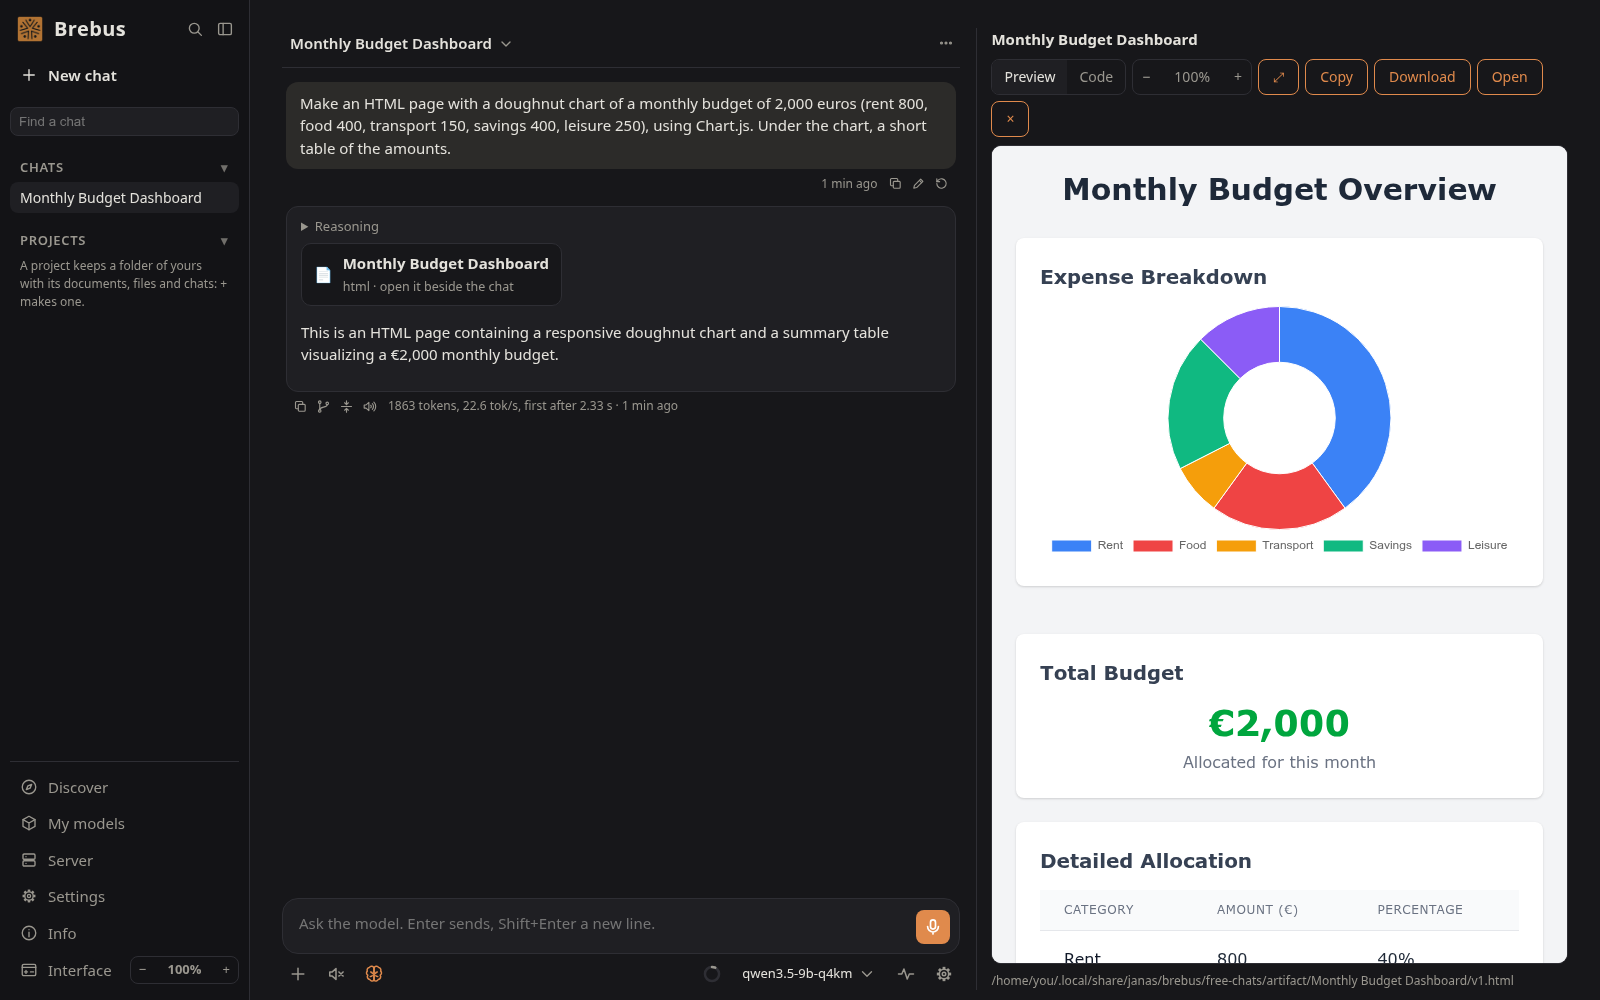 Brebus
New chat
Find a chat
CHATS
Monthly Budget Dashboard
PROJECTS
A project keeps a folder of yours
with its documents, files and chats: +
makes one.
Discover
My models
Server
Settings
Info
Interface
− 100% +
Monthly Budget Dashboard
Make an HTML page with a doughnut chart of a monthly budget of 2,000 euros (rent 800,
food 400, transport 150, savings 400, leisure 250), using Chart.js. Under the chart, a short
table of the amounts.
1 min ago
Reasoning
Monthly Budget Dashboard
html · open it beside the chat
This is an HTML page containing a responsive doughnut chart and a summary table
visualizing a €2,000 monthly budget.
1863 tokens, 22.6 tok/s, first after 2.33 s · 1 min ago
Ask the model. Enter sends, Shift+Enter a new line.
qwen3.5-9b-q4km
Monthly Budget Dashboard
Preview Code − 100% + Copy Download Open
×
Monthly Budget Overview
Expense Breakdown
Rent Food Transport Savings Leisure
Total Budget
€2,000
Allocated for this month
Detailed Allocation
CATEGORY AMOUNT (€) PERCENTAGE
Rent 800 40%
/home/you/.local/share/janas/brebus/free-chats/artifact/Monthly Budget Dashboard/v1.html